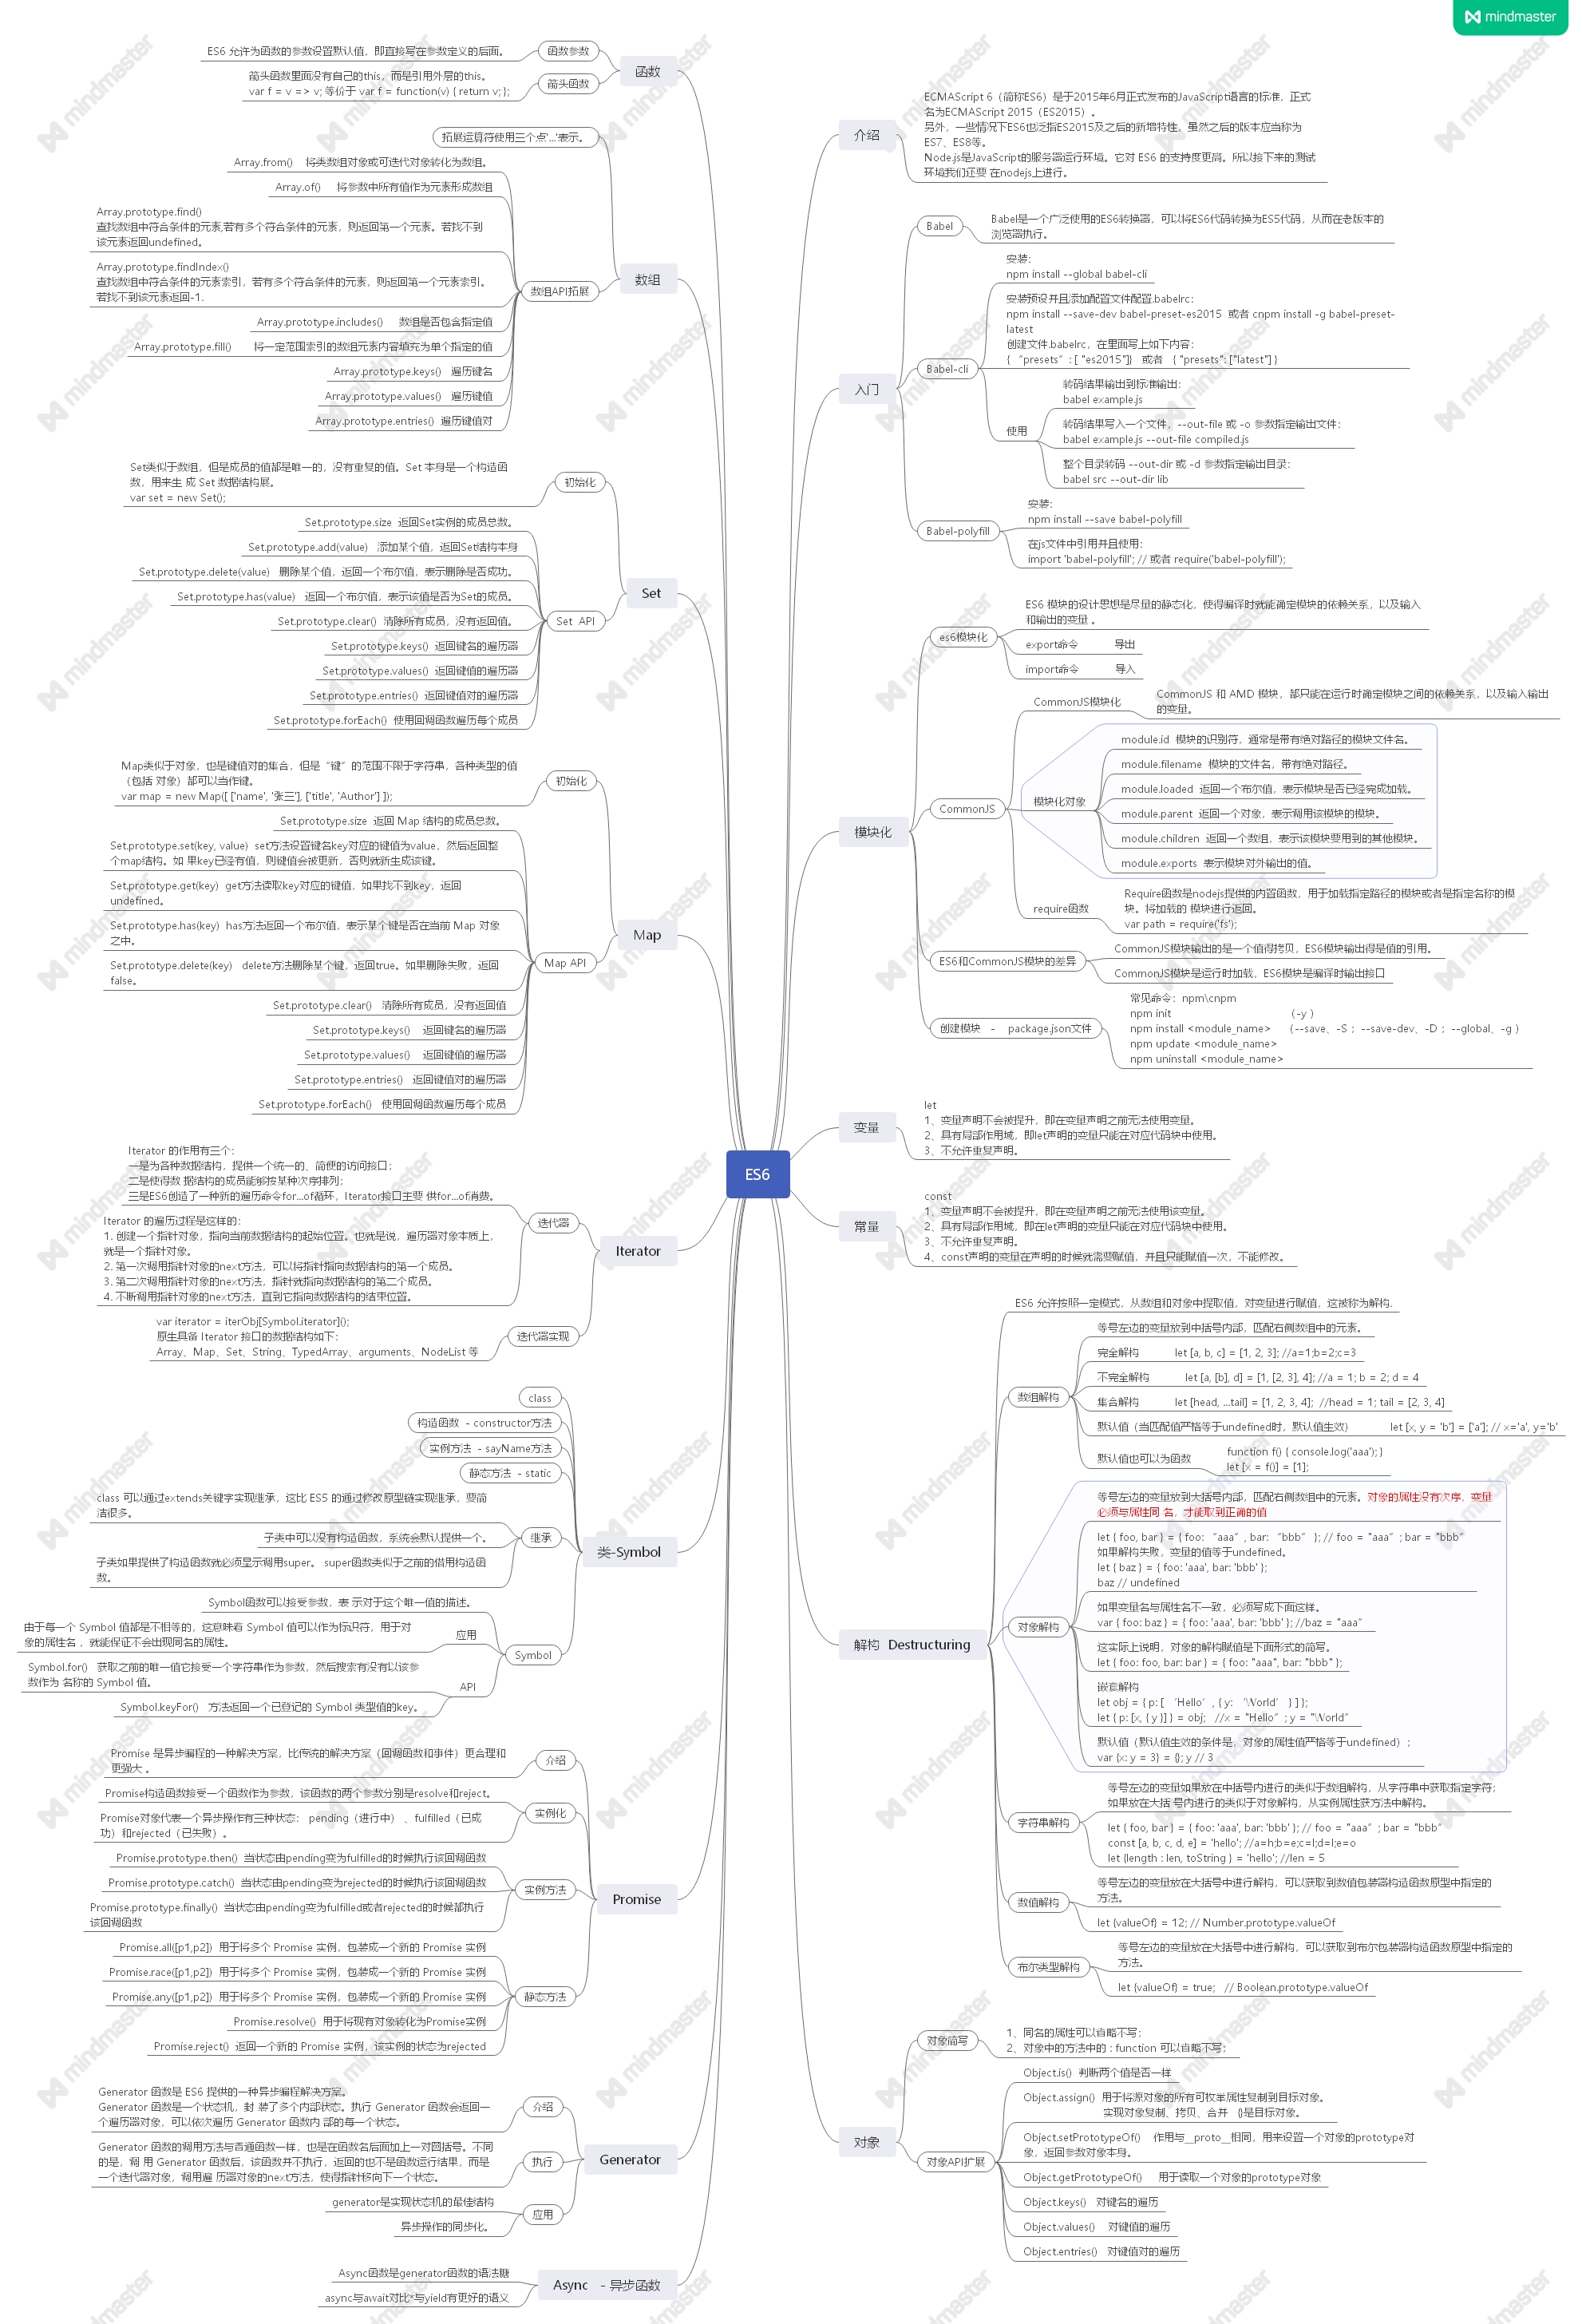 mindmaster
ES6
介绍
ECMAScript 6（简称ES6）是于2015年6月正式发布的JavaScript语言的标准，正式
名为ECMAScript 2015（ES2015）。
另外，一些情况下ES6也泛指ES2015及之后的新增特性，虽然之后的版本应当称为
ES7、ES8等。
Node.js是JavaScript的服务器运行环境。它对 ES6 的支持度更高。所以接下来的测试
环境我们还要 在nodejs上进行。
入门
Babel
Babel是一个广泛使用的ES6转换器，可以将ES6代码转换为ES5代码，从而在老版本的
浏览器执行。
Babel-cli
安装：
npm install --global babel-cli
安装预设并且添加配置文件配置.babelrc：
npm install --save-dev babel-preset-es2015 或者 cnpm install -g babel-preset-
latest
创建文件.babelrc，在里面写上如下内容：
{ “presets”: [ "es2015"]} 或者 { "presets": ["latest"] }
使用
转码结果输出到标准输出：
babel example.js
转码结果写入一个文件，--out-file 或 -o 参数指定输出文件：
babel example.js --out-file compiled.js
整个目录转码 --out-dir 或 -d 参数指定输出目录：
babel src --out-dir lib
Babel-polyfill
安装：
npm install --save babel-polyfill
在js文件中引用并且使用：
import 'babel-polyfill'; // 或者 require('babel-polyfill');
模块化
es6模块化
ES6 模块的设计思想是尽量的静态化，使得编译时就能确定模块的依赖关系，以及输入
和输出的变量 。
export命令 导出
import命令 导入
CommonJS
CommonJS模块化
CommonJS 和 AMD 模块，都只能在运行时确定模块之间的依赖关系，以及输入输出
的变量。
模块化对象
module.id 模块的识别符，通常是带有绝对路径的模块文件名。
module.filename 模块的文件名，带有绝对路径。
module.loaded 返回一个布尔值，表示模块是否已经完成加载。
module.parent 返回一个对象，表示调用该模块的模块。
module.children 返回一个数组，表示该模块要用到的其他模块。
module.exports 表示模块对外输出的值。
require函数
Require函数是nodejs提供的内置函数，用于加载指定路径的模块或者是指定名称的模
块。将加载的 模块进行返回。
var path = require('fs');
ES6和CommonJS模块的差异
CommonJS模块输出的是一个值得拷贝，ES6模块输出得是值的引用。
CommonJS模块是运行时加载，ES6模块是编译时输出接口
创建模块 - package.json文件
常见命令：npm\cnpm
npm init （-y ）
npm install <module_name> （--save、-S ；--save-dev、-D ；--global、-g ）
npm update <module_name>
npm uninstall <module_name>
变量
let
1、变量声明不会被提升，即在变量声明之前无法使用变量。
2、具有局部作用域，即let声明的变量只能在对应代码块中使用。
3、不允许重复声明。
常量
const
1、变量声明不会被提升，即在变量声明之前无法使用该变量。
2、具有局部作用域，即在let声明的变量只能在对应代码块中使用。
3、不允许重复声明。
4、const声明的变量在声明的时候就需要赋值，并且只能赋值一次，不能修改。
解构 Destructuring
ES6 允许按照一定模式，从数组和对象中提取值，对变量进行赋值，这被称为解构.
数组解构
等号左边的变量放到中括号内部，匹配右侧数组中的元素。
完全解构 let [a, b, c] = [1, 2, 3]; //a=1;b=2;c=3
不完全解构 let [a, [b], d] = [1, [2, 3], 4]; //a = 1; b = 2; d = 4
集合解构 let [head, ...tail] = [1, 2, 3, 4]; //head = 1; tail = [2, 3, 4]
默认值（当匹配值严格等于undefined时，默认值生效） let [x, y = 'b'] = ['a']; // x='a', y='b'
默认值也可以为函数
function f() { console.log('aaa'); }
let [x = f()] = [1];
对象解构
等号左边的变量放到大括号内部，匹配右侧数组中的元素。对象的属性没有次序，变量
必须与属性同 名，才能取到正确的值
let { foo, bar } = { foo: “aaa”, bar: “bbb” }; // foo = "aaa”; bar = "bbb”
如果解构失败，变量的值等于undefined。
let { baz } = { foo: 'aaa', bar: 'bbb' };
baz // undefined
如果变量名与属性名不一致，必须写成下面这样。
var { foo: baz } = { foo: 'aaa', bar: 'bbb' }; //baz = "aaa”
这实际上说明，对象的解构赋值是下面形式的简写。
let { foo: foo, bar: bar } = { foo: "aaa", bar: "bbb" };
嵌套解构
let obj = { p: [ ‘Hello’, { y: ‘World’ } ] };
let { p: [x, { y }] } = obj; //x = "Hello”; y = "World”
默认值（默认值生效的条件是，对象的属性值严格等于undefined）;
var {x: y = 3} = {}; y // 3
字符串解构
等号左边的变量如果放在中括号内进行的类似于数组解构，从字符串中获取指定字符；
如果放在大括 号内进行的类似于对象解构，从实例属性获方法中解构。
let { foo, bar } = { foo: 'aaa', bar: 'bbb' }; // foo = "aaa”; bar = "bbb”
const [a, b, c, d, e] = 'hello'; //a=h;b=e;c=l;d=l;e=o
let {length : len, toString } = 'hello'; //len = 5
数值解构
等号左边的变量放在大括号中进行解构，可以获取到数值包装器构造函数原型中指定的
方法。
let {valueOf} = 12; // Number.prototype.valueOf
布尔类型解构
等号左边的变量放在大括号中进行解构，可以获取到布尔包装器构造函数原型中指定的
方法。
let {valueOf} = true; // Boolean.prototype.valueOf
对象
对象简写
1、同名的属性可以省略不写；
2、对象中的方法中的 : function 可以省略不写；
对象API扩展
Object.is() 判断两个值是否一样
Object.assign() 用于将源对象的所有可枚举属性复制到目标对象。
实现对象复制、拷贝、合并 {}是目标对象。
Object.setPrototypeOf() 作用与__proto__相同，用来设置一个对象的prototype对
象，返回参数对象本身。
Object.getPrototypeOf() 用于读取一个对象的prototype对象
Object.keys() 对键名的遍历
Object.values() 对键值的遍历
Object.entries() 对键值对的遍历
函数
函数参数
ES6 允许为函数的参数设置默认值，即直接写在参数定义的后面。
箭头函数
箭头函数里面没有自己的this，而是引用外层的this。
var f = v => v; 等价于 var f = function(v) { return v; };
数组
拓展运算符使用三个点'...'表示。
数组API拓展
Array.from() 将类数组对象或可迭代对象转化为数组。
Array.of() 将参数中所有值作为元素形成数组
Array.prototype.find()
查找数组中符合条件的元素,若有多个符合条件的元素，则返回第一个元素。若找不到
该元素返回undefined。
Array.prototype.findIndex()
查找数组中符合条件的元素索引，若有多个符合条件的元素，则返回第一个元素索引。
若找不到该元素返回-1.
Array.prototype.includes() 数组是否包含指定值
Array.prototype.fill() 将一定范围索引的数组元素内容填充为单个指定的值
Array.prototype.keys() 遍历键名
Array.prototype.values() 遍历键值
Array.prototype.entries() 遍历键值对
Set
初始化
Set类似于数组，但是成员的值都是唯一的，没有重复的值。Set 本身是一个构造函
数，用来生 成 Set 数据结构展。
var set = new Set();
Set API
Set.prototype.size 返回Set实例的成员总数。
Set.prototype.add(value) 添加某个值，返回Set结构本身
Set.prototype.delete(value) 删除某个值，返回一个布尔值，表示删除是否成功。
Set.prototype.has(value) 返回一个布尔值，表示该值是否为Set的成员。
Set.prototype.clear() 清除所有成员，没有返回值。
Set.prototype.keys() 返回键名的遍历器
Set.prototype.values() 返回键值的遍历器
Set.prototype.entries() 返回键值对的遍历器
Set.prototype.forEach() 使用回调函数遍历每个成员
Map
初始化
Map类似于对象，也是键值对的集合，但是“键”的范围不限于字符串，各种类型的值
（包括 对象）都可以当作键。
var map = new Map([ ['name', '张三'], ['title', 'Author'] ]);
Map API
Set.prototype.size 返回 Map 结构的成员总数。
Set.prototype.set(key, value) set方法设置键名key对应的键值为value，然后返回整
个map结构。如 果key已经有值，则键值会被更新，否则就新生成该键。
Set.prototype.get(key) get方法读取key对应的键值，如果找不到key，返回
undefined。
Set.prototype.has(key) has方法返回一个布尔值，表示某个键是否在当前 Map 对象
之中。
Set.prototype.delete(key) delete方法删除某个键，返回true。如果删除失败，返回
false。
Set.prototype.clear() 清除所有成员，没有返回值
Set.prototype.keys() 返回键名的遍历器
Set.prototype.values() 返回键值的遍历器
Set.prototype.entries() 返回键值对的遍历器
Set.prototype.forEach() 使用回调函数遍历每个成员
Iterator
迭代器
Iterator 的作用有三个：
一是为各种数据结构，提供一个统一的、简便的访问接口；
二是使得数 据结构的成员能够按某种次序排列；
三是ES6创造了一种新的遍历命令for...of循环，Iterator接口主要 供for...of消费。
Iterator 的遍历过程是这样的：
1. 创建一个指针对象，指向当前数据结构的起始位置。也就是说，遍历器对象本质上，
就是一个指针对象。
2. 第一次调用指针对象的next方法，可以将指针指向数据结构的第一个成员。
3. 第二次调用指针对象的next方法，指针就指向数据结构的第二个成员。
4. 不断调用指针对象的next方法，直到它指向数据结构的结束位置。
迭代器实现
var iterator = iterObj[Symbol.iterator]();
原生具备 Iterator 接口的数据结构如下：
Array、Map、Set、String、TypedArray、arguments、NodeList 等
类-Symbol
class
构造函数 - constructor方法
实例方法 - sayName方法
静态方法 - static
继承
class 可以通过extends关键字实现继承，这比 ES5 的通过修改原型链实现继承，要简
洁很多。
子类中可以没有构造函数，系统会默认提供一个。
子类如果提供了构造函数就必须显示调用super。 super函数类似于之前的借用构造函
数。
Symbol
Symbol函数可以接受参数，表 示对于这个唯一值的描述。
应用
由于每一个 Symbol 值都是不相等的，这意味着 Symbol 值可以作为标识符，用于对
象的属性名 ，就能保证不会出现同名的属性。
API
Symbol.for() 获取之前的唯一值它接受一个字符串作为参数，然后搜索有没有以该参
数作为 名称的 Symbol 值。
Symbol.keyFor() 方法返回一个已登记的 Symbol 类型值的key。
Promise
介绍
Promise 是异步编程的一种解决方案，比传统的解决方案（回调函数和事件）更合理和
更强大 。
实例化
Promise构造函数接受一个函数作为参数，该函数的两个参数分别是resolve和reject。
Promise对象代表一个异步操作有三种状态： pending（进行中） 、fulfilled（已成
功）和rejected（已失败）。
实例方法
Promise.prototype.then() 当状态由pending变为fulfilled的时候执行该回调函数
Promise.prototype.catch() 当状态由pending变为rejected的时候执行该回调函数
Promise.prototype.finally() 当状态由pending变为fulfilled或者rejected的时候都执行
该回调函数
静态方法
Promise.all([p1,p2]) 用于将多个 Promise 实例，包装成一个新的 Promise 实例
Promise.race([p1,p2]) 用于将多个 Promise 实例，包装成一个新的 Promise 实例
Promise.any([p1,p2]) 用于将多个 Promise 实例，包装成一个新的 Promise 实例
Promise.resolve() 用于将现有对象转化为Promise实例
Promise.reject() 返回一个新的 Promise 实例，该实例的状态为rejected
Generator
介绍
Generator 函数是 ES6 提供的一种异步编程解决方案。
Generator 函数是一个状态机，封 装了多个内部状态。执行 Generator 函数会返回一
个遍历器对象，可以依次遍历 Generator 函数内 部的每一个状态。
执行
Generator 函数的调用方法与普通函数一样，也是在函数名后面加上一对圆括号。不同
的是，调 用 Generator 函数后，该函数并不执行，返回的也不是函数运行结果，而是
一个迭代器对象，调用遍 历器对象的next方法，使得指针移向下一个状态。
应用
generator是实现状态机的最佳结构
异步操作的同步化。
Async - 异步函数
Async函数是generator函数的语法糖
async与await对比*与yield有更好的语义